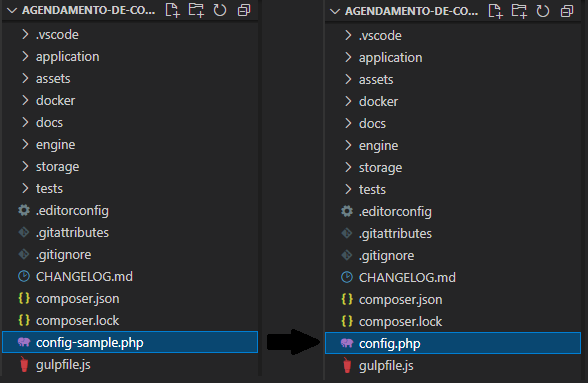 AGENDAMENTO-DE-CO...
.vscode
application
assets
docker
docs
engine
storage
tests
.editorconfig
.gitattributes
.gitignore
CHANGELOG.md
composer.json
composer.lock
config-sample.php
gulpfile.js
AGENDAMENTO-DE-CO...
.vscode
application
assets
docker
docs
engine
storage
tests
.editorconfig
.gitattributes
.gitignore
CHANGELOG.md
composer.json
composer.lock
config.php
gulpfile.js